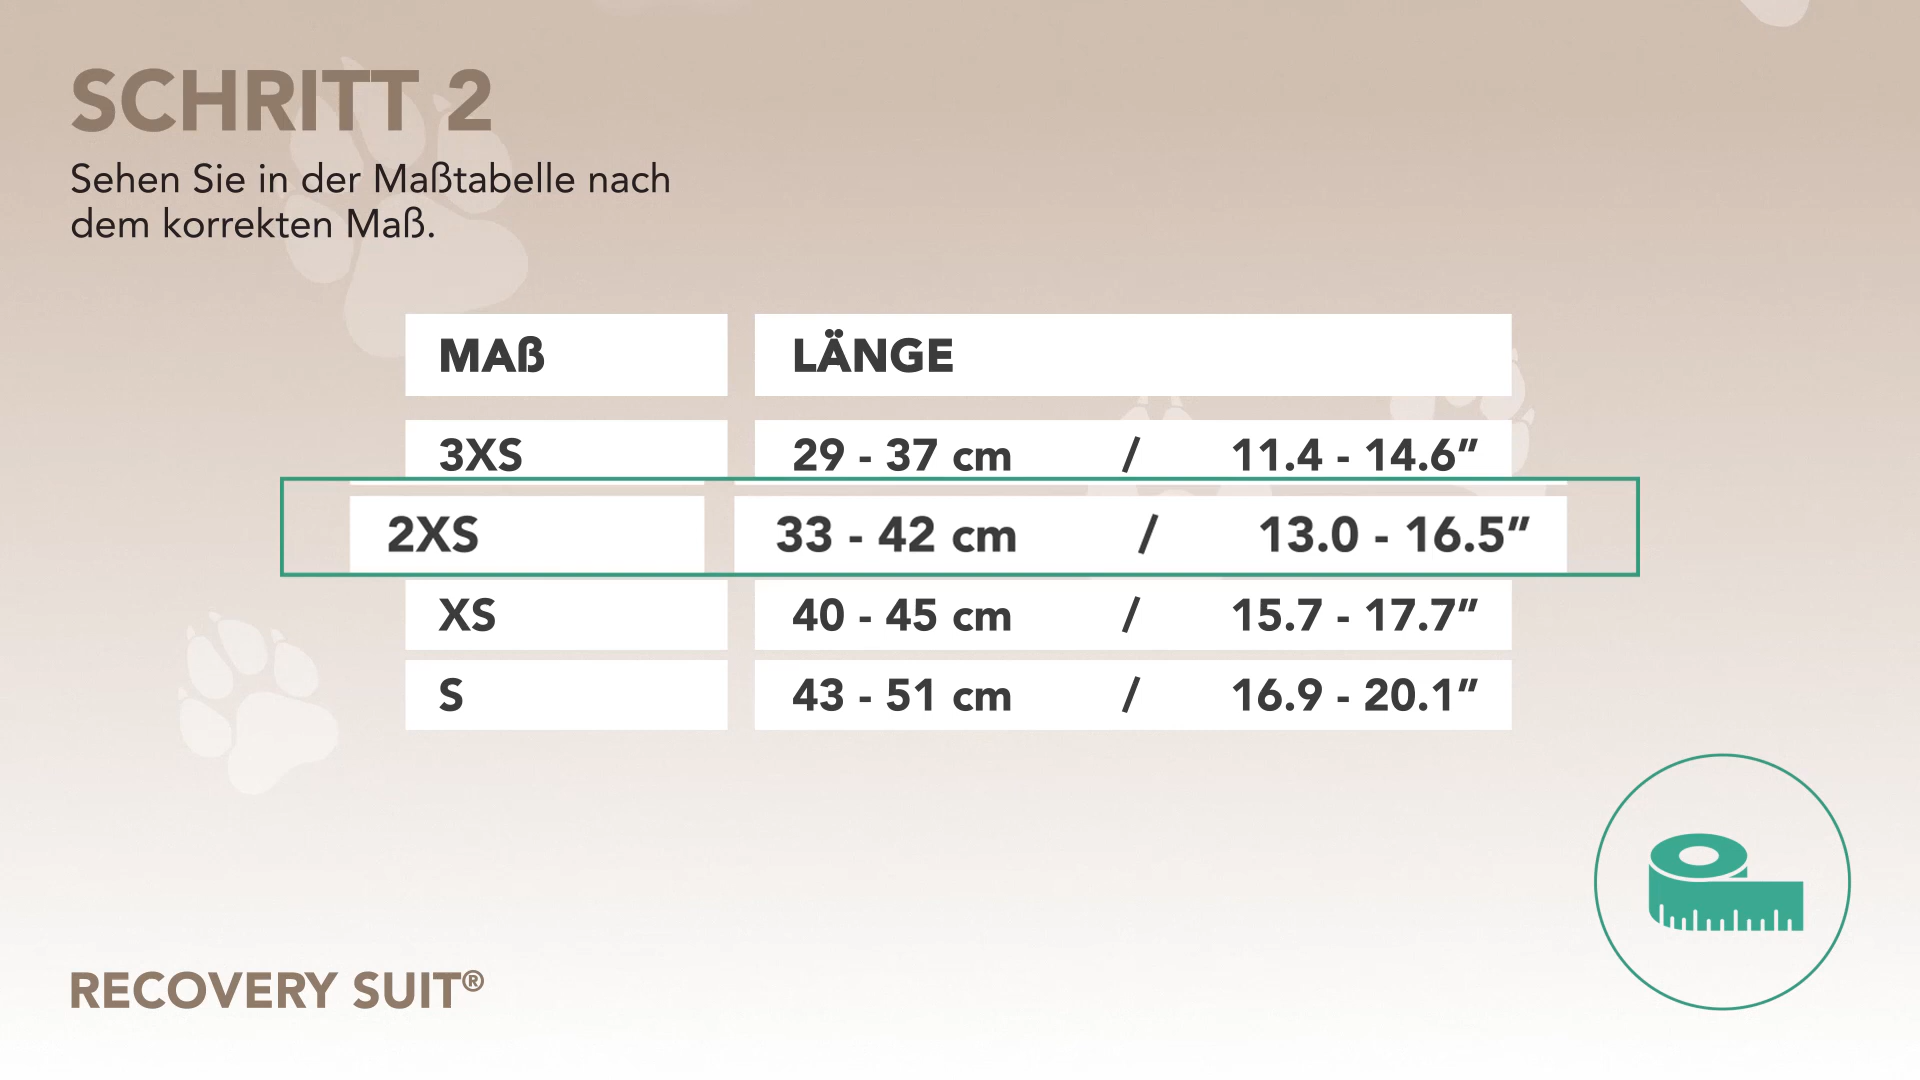 SCHRITT 2
Sehen Sie in der Maßtabelle nach
dem korrekten Maß.
MAß LÄNGE
3XS 29 - 37 cm / 11.4 - 14.6”
2XS 33 - 42 cm / 13.0 - 16.5”
XS 40 - 45 cm / 15.7 - 17.7”
S 43 - 51 cm / 16.9 - 20.1”
RECOVERY SUIT®